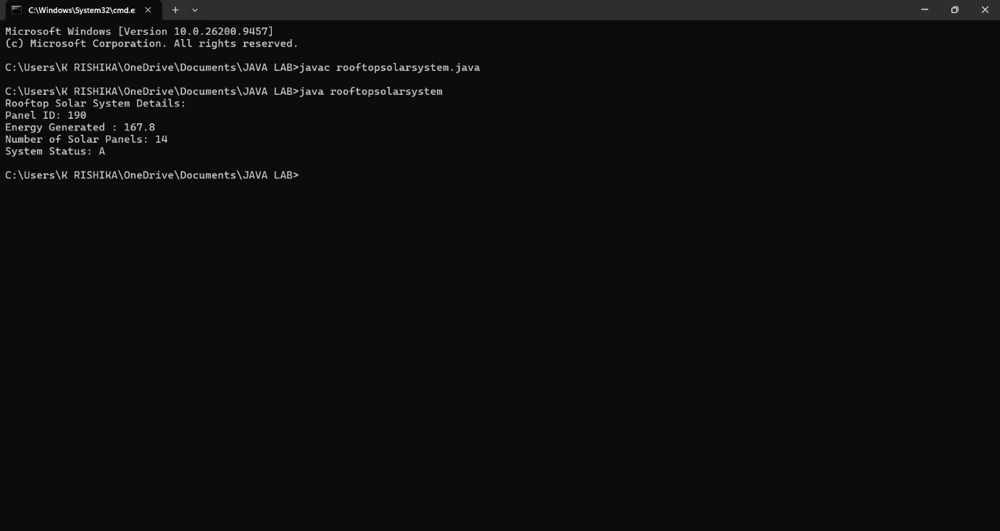 C:\Windows\System32\cmd.e
Microsoft Windows [Version 10.0.26200.9457]
(c) Microsoft Corporation. All rights reserved.
C:\Users\K RISHIKA\OneDrive\Documents\JAVA LAB>javac rooftopsolarsystem.java
C:\Users\K RISHIKA\OneDrive\Documents\JAVA LAB>java rooftopsolarsystem
Rooftop Solar System Details:
Panel ID: 190
Energy Generated : 167.8
Number of Solar Panels: 14
System Status: A
C:\Users\K RISHIKA\OneDrive\Documents\JAVA LAB>